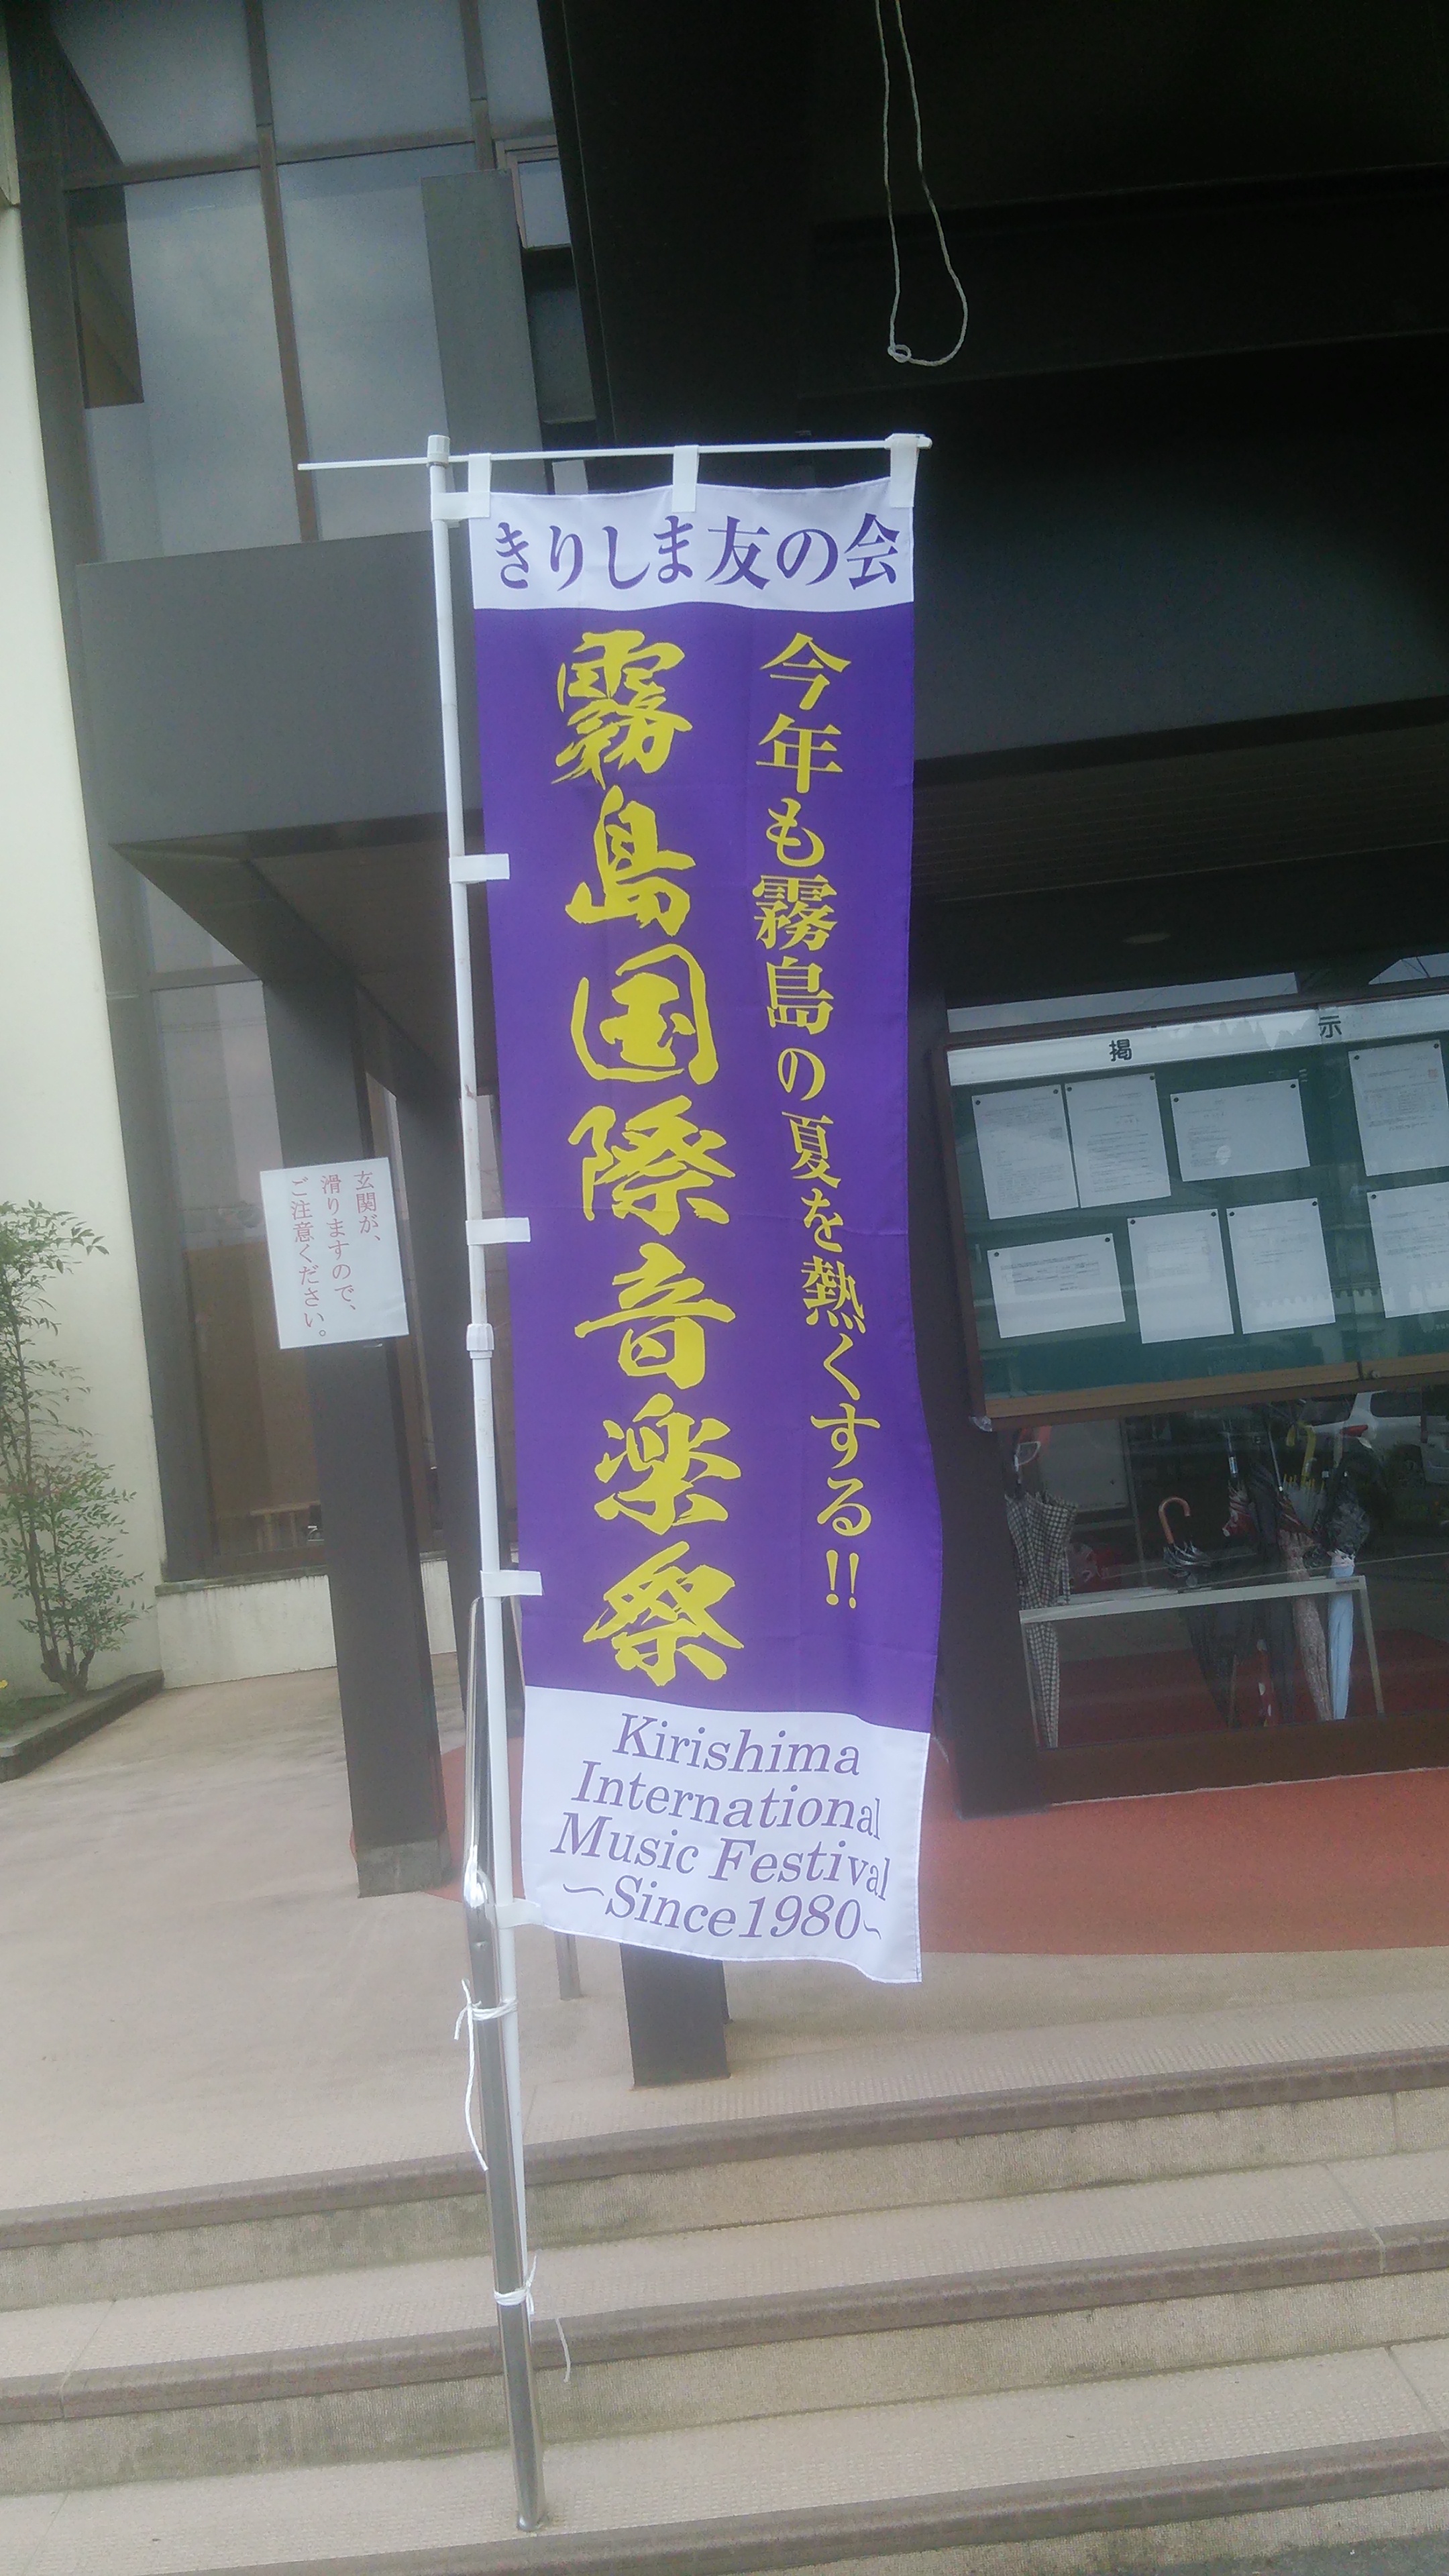 きりしま友の会
今年も霧島の夏を熱くする!!
霧島国際音楽祭
Kirishima
International
Music Festival
～Since1980～
玄関が、
滑りますので、
ご注意ください。
掲示